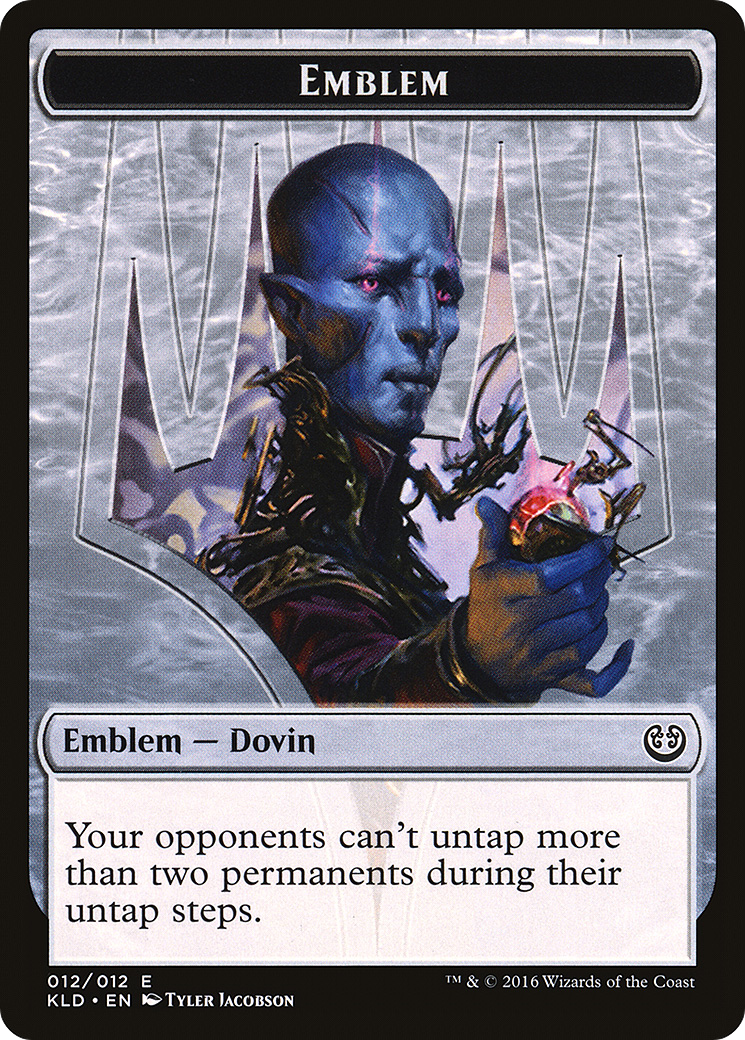 EMBLEM
Emblem — Dovin
Your opponents can't untap more
than two permanents during their
untap steps.
012/012 E
KLD • EN TYLER JACOBSON
™ & © 2016 Wizards of the Coast